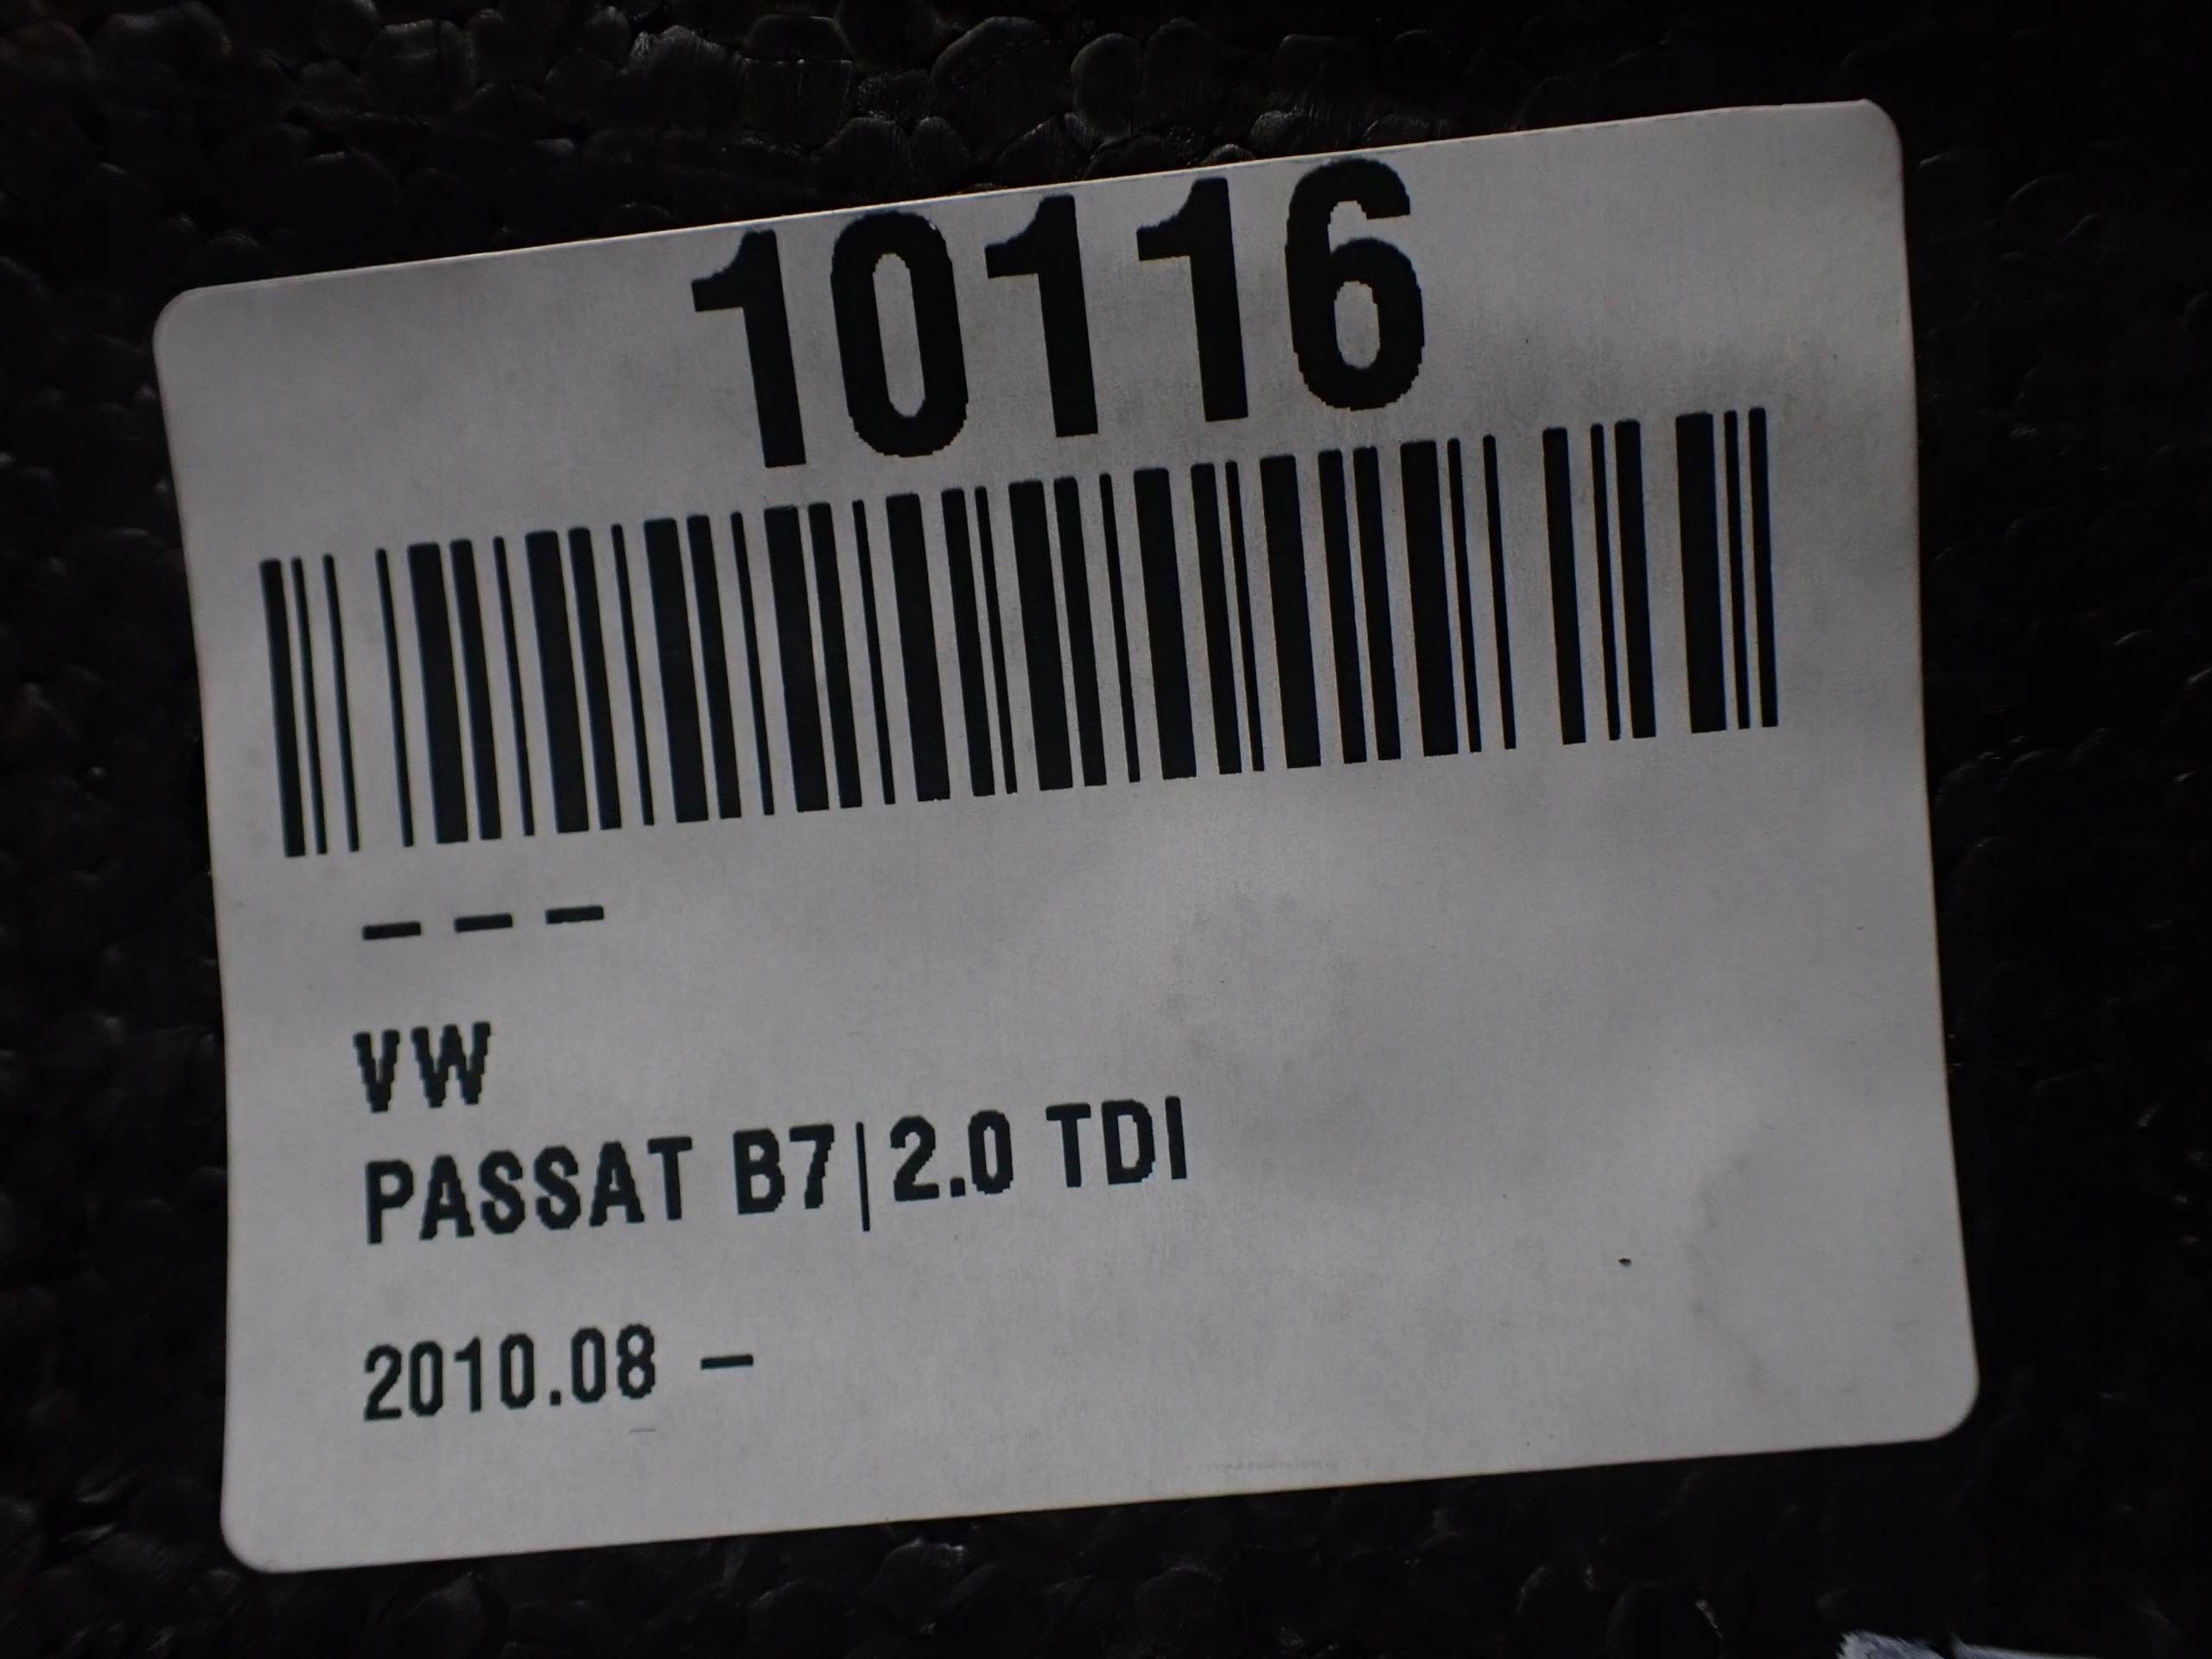 10116
– – –
VW
PASSAT B7|2.0 TDI
2010.08 –